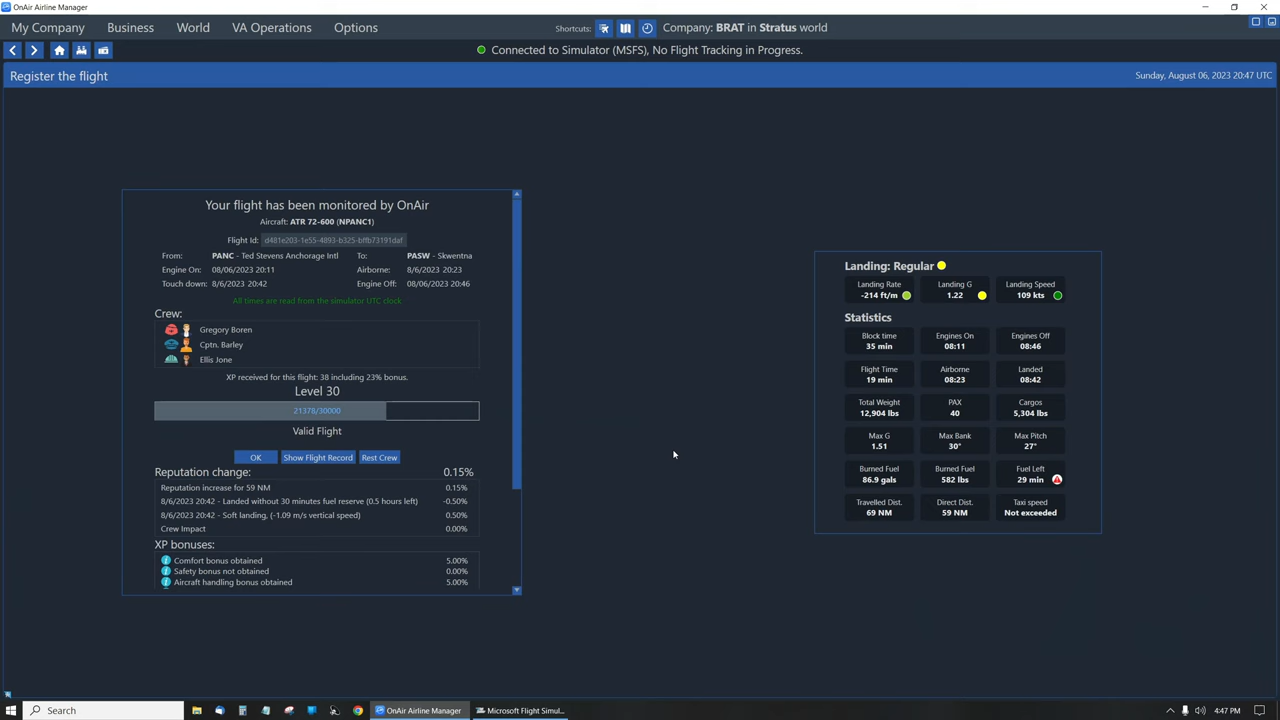 OnAir Airline Manager
My Company Business World VA Operations Options Shortcuts: Company: BRAT in Stratus world
Connected to Simulator (MSFS), No Flight Tracking in Progress.
Register the flight Sunday, August 06, 2023 20:47 UTC
Your flight has been monitored by OnAir
Aircraft: ATR 72-600 (NPANC1)
Flight Id: d481e203-1e55-4893-b325-bffb73191daf
From: PANC - Ted Stevens Anchorage Intl To: PASW - Skwentna
Engine On: 08/06/2023 20:11 Airborne: 8/6/2023 20:23
Touch down: 8/6/2023 20:42 Engine Off: 08/06/2023 20:46
All times are read from the simulator UTC clock
Crew:
Gregory Boren
Cptn. Barley
Ellis Jone
XP received for this flight: 38 including 23% bonus.
Level 30
21378/30000
Valid Flight
OK Show Flight Record Rest Crew
Reputation change: 0.15%
Reputation increase for 59 NM 0.15%
8/6/2023 20:42 - Landed without 30 minutes fuel reserve (0.5 hours left) -0.50%
8/6/2023 20:42 - Soft landing, (-1.09 m/s vertical speed) 0.50%
Crew Impact 0.00%
XP bonuses:
Comfort bonus obtained 5.00%
Safety bonus not obtained 0.00%
Aircraft handling bonus obtained 5.00%
Landing: Regular
Landing Rate Landing G Landing Speed
-214 ft/m 1.22 109 kts
Statistics
Block time Engines On Engines Off
35 min 08:11 08:46
Flight Time Airborne Landed
19 min 08:23 08:42
Total Weight PAX Cargos
12,904 lbs 40 5,304 lbs
Max G Max Bank Max Pitch
1.51 30° 27°
Burned Fuel Burned Fuel Fuel Left
86.9 gals 582 lbs 29 min
Travelled Dist. Direct Dist. Taxi speed
69 NM 59 NM Not exceeded
Search OnAir Airline Manager Microsoft Flight Simul... 4:47 PM